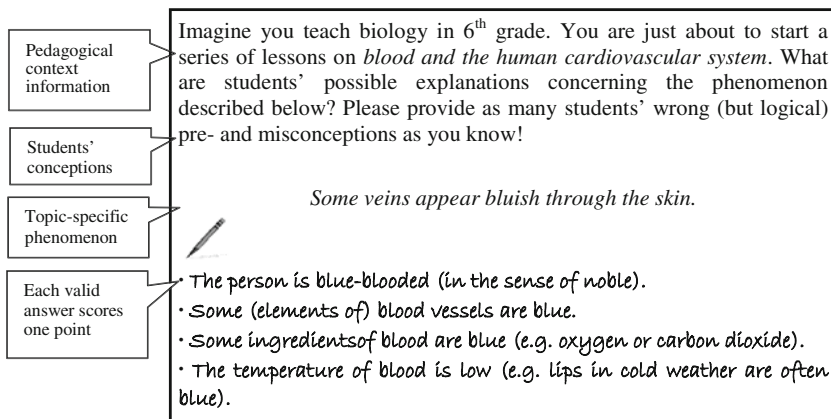 Pedagogical
context
information
Students'
conceptions
Topic-specific
phenomenon
Each valid
answer scores
one point
Imagine you teach biology in 6th grade. You are just about to start a
series of lessons on blood and the human cardiovascular system. What
are students' possible explanations concerning the phenomenon
described below? Please provide as many students' wrong (but logical)
pre- and misconceptions as you know!
Some veins appear bluish through the skin.
· The person is blue-blooded (in the sense of noble).
· Some (elements of) blood vessels are blue.
· Some ingredientsof blood are blue (e.g. oxygen or carbon dioxide).
· The temperature of blood is low (e.g. lips in cold weather are often
blue).